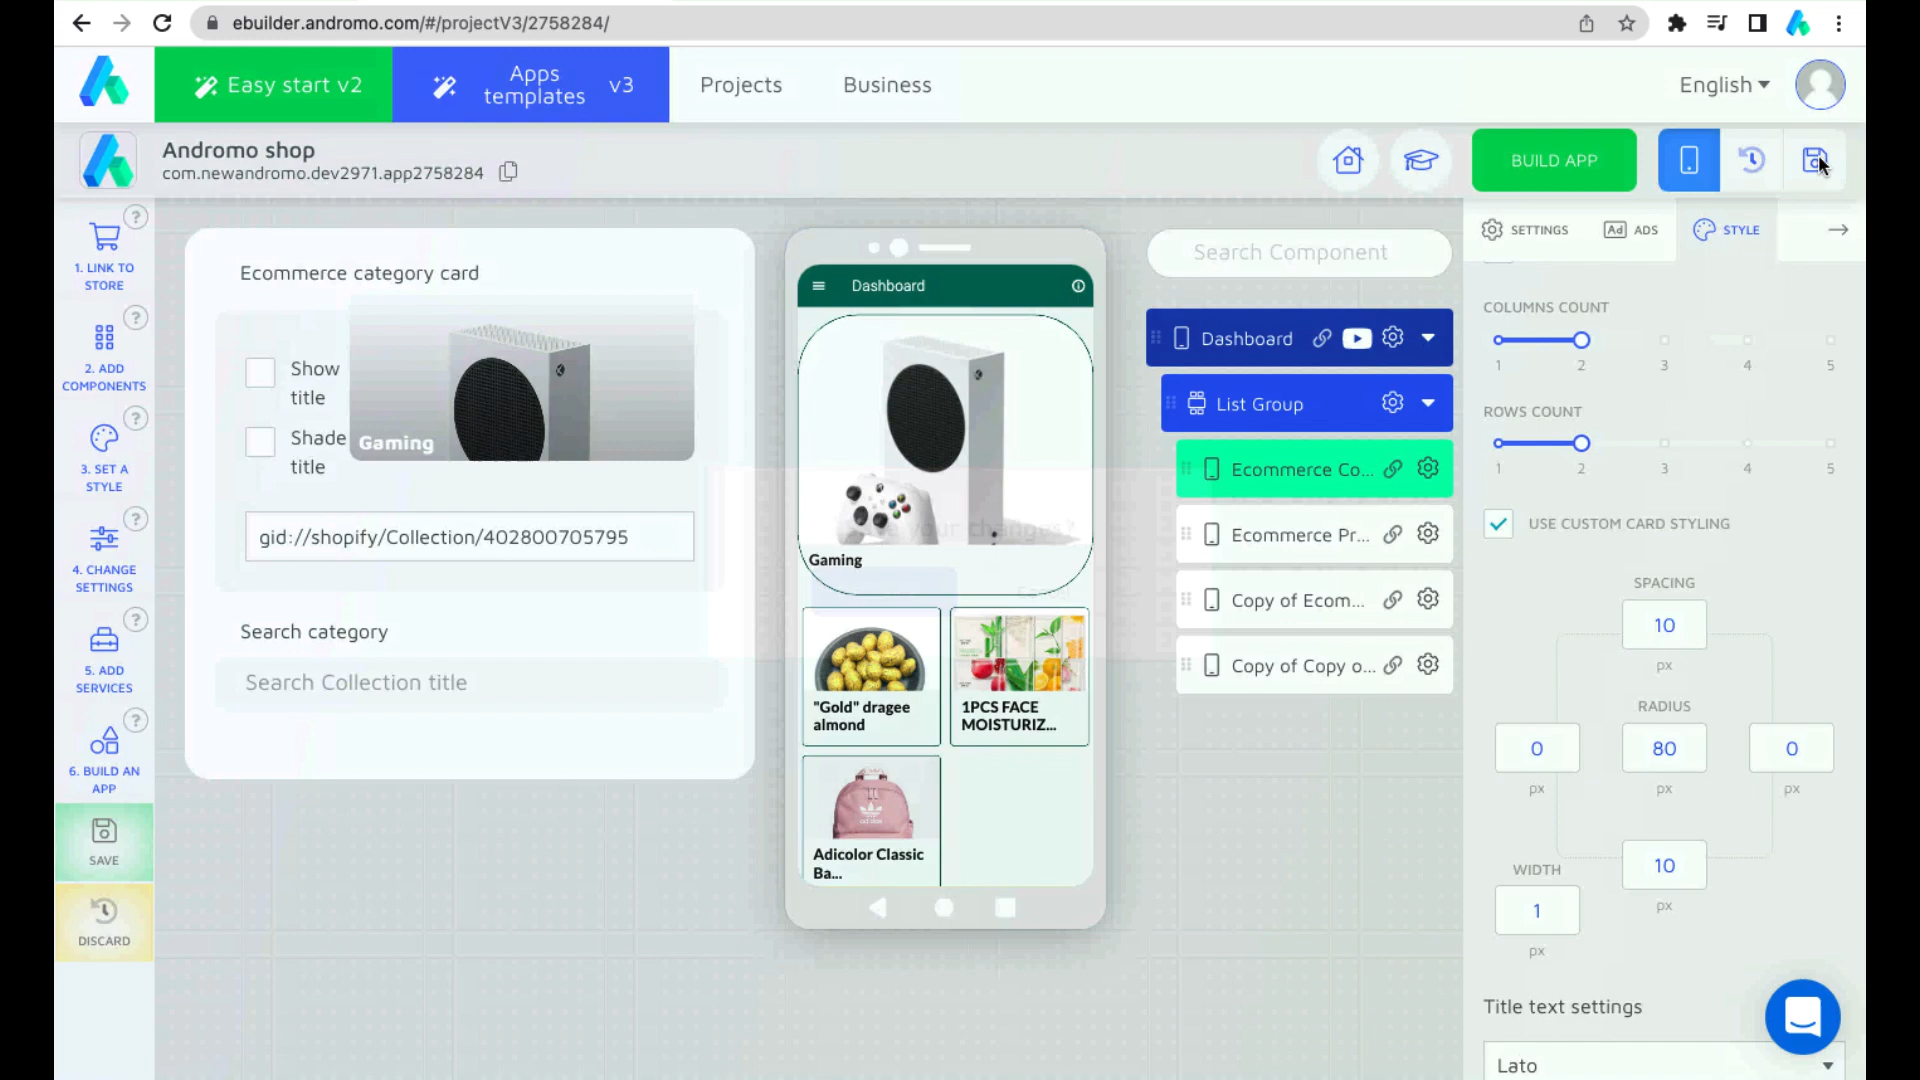 ebuilder.andromo.com/#/projectV3/2758284/
Easy start v2
Apps
templates
v3
Projects
Business
English
Andromo shop
com.newandromo.dev2971.app2758284
BUILD APP
1. LINK TO
STORE
2. ADD
COMPONENTS
3. SET A
STYLE
4. CHANGE
SETTINGS
5. ADD
SERVICES
6. BUILD AN
APP
SAVE
DISCARD
Ecommerce category card
Show
title
Shade
title
Gaming
gid://shopify/Collection/402800705795
Search category
Search Collection title
Dashboard
Gaming
"Gold" dragee
almond
1PCS FACE
MOISTURIZ...
Adicolor Classic
Ba...
Search Component
Dashboard
List Group
Ecommerce Co...
Ecommerce Pr...
Copy of Ecom...
Copy of Copy o...
SETTINGS
Ad ADS
STYLE
COLUMNS COUNT
1 2 3 4 5
ROWS COUNT
1 2 3 4 5
USE CUSTOM CARD STYLING
SPACING
10
px
RADIUS
0 80 0
px px px
10
px
WIDTH
1
px
Title text settings
Lato